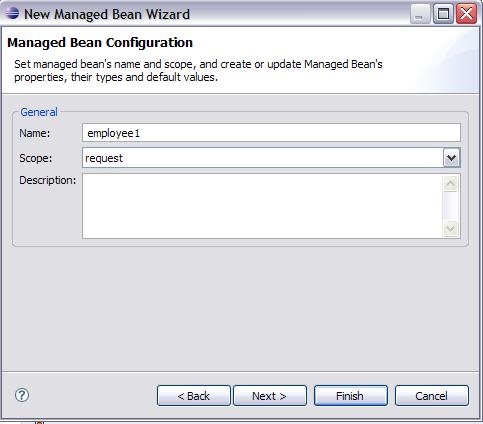 New Managed Bean Wizard
Managed Bean Configuration
Set managed bean's name and scope, and create or update Managed Bean's
properties, their types and default values.
General
Name: employee1
Scope: request
Description:
? < Back Next > Finish Cancel